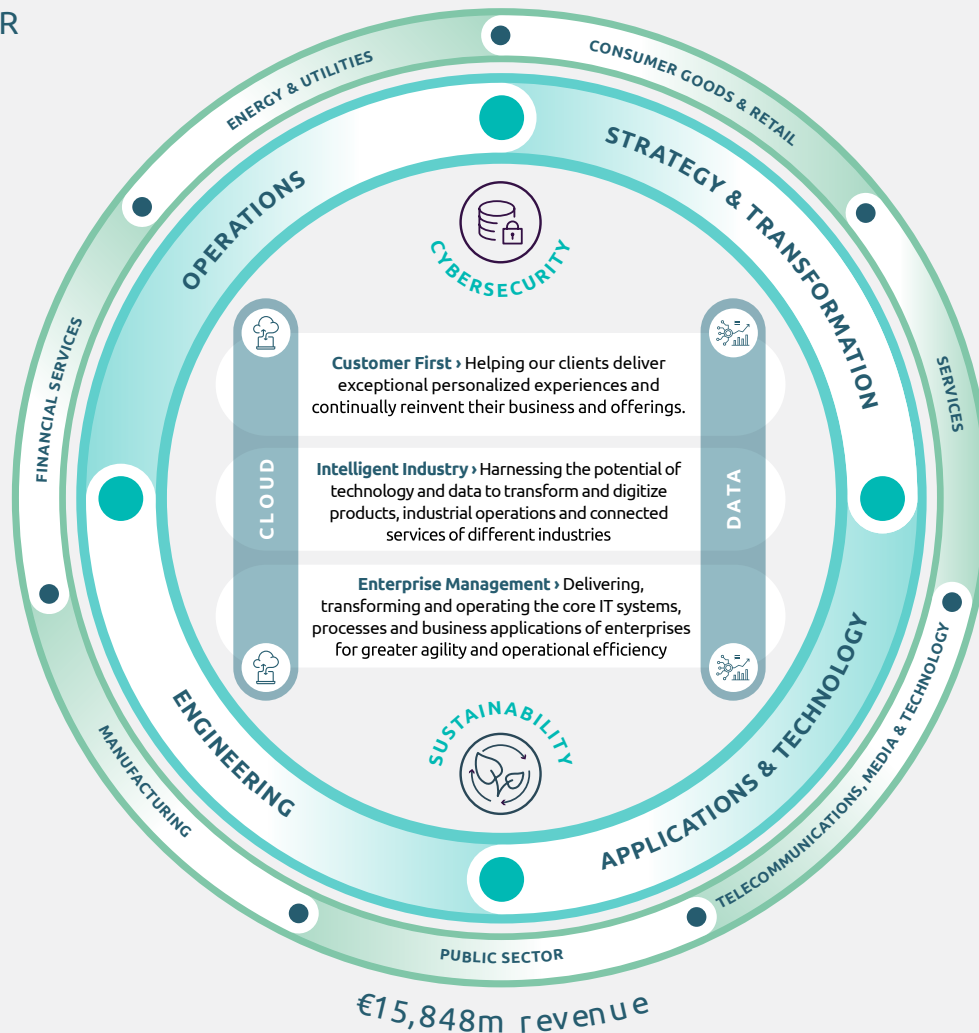 R
ENERGY & UTILITIES
CONSUMER GOODS & RETAIL
OPERATIONS
STRATEGY & TRANSFORMATION
CYBERSECURITY
FINANCIAL SERVICES
SERVICES
CLOUD
DATA
Customer First › Helping our clients deliver
exceptional personalized experiences and
continually reinvent their business and offerings.
Intelligent Industry › Harnessing the potential of
technology and data to transform and digitize
products, industrial operations and connected
services of different industries
Enterprise Management › Delivering,
transforming and operating the core IT systems,
processes and business applications of enterprises
for greater agility and operational efficiency
SUSTAINABILITY
ENGINEERING
APPLICATIONS & TECHNOLOGY
MANUFACTURING
TELECOMMUNICATIONS, MEDIA & TECHNOLOGY
PUBLIC SECTOR
€15,848m revenue